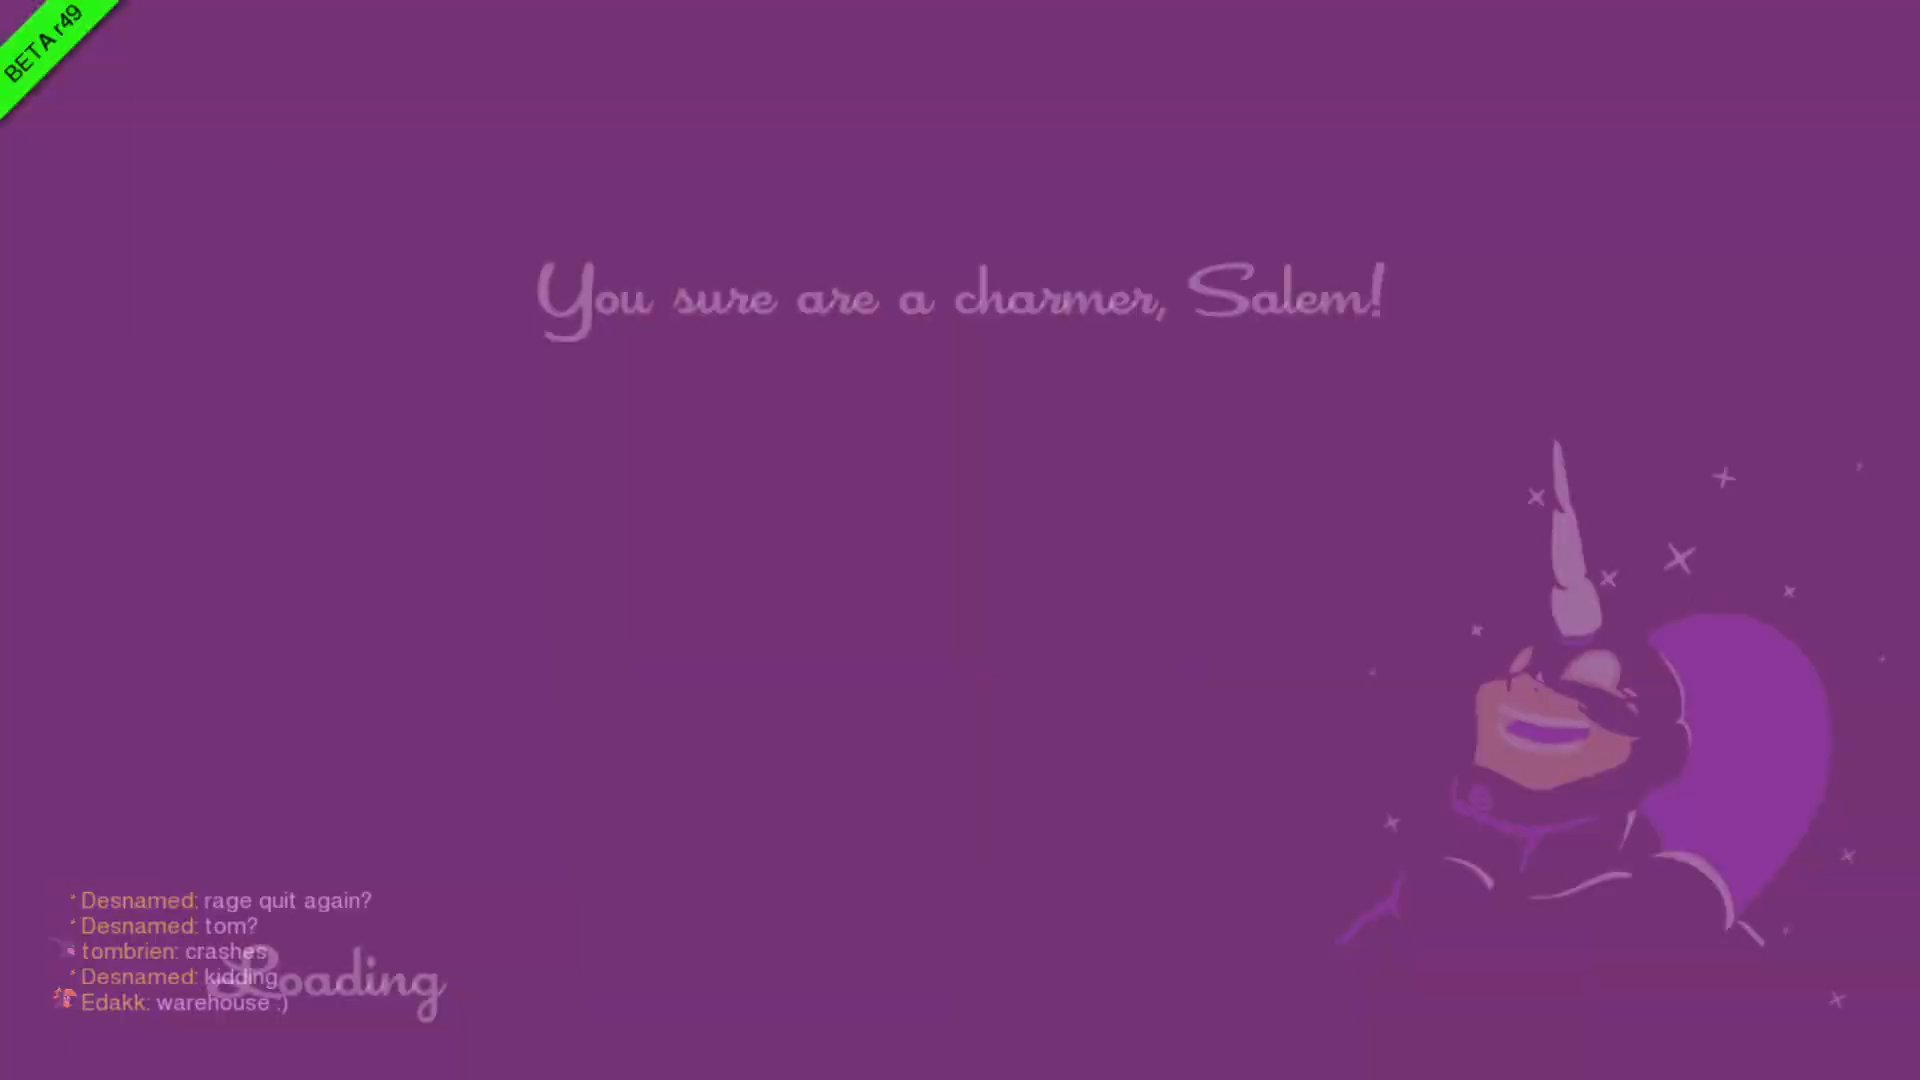 BETA r49
You sure are a charmer, Salem!
Desnamed: rage quit again?
Desnamed: tom?
tombrien: crashes
Desnamed: kidding
Edakk: warehouse :)
Loading